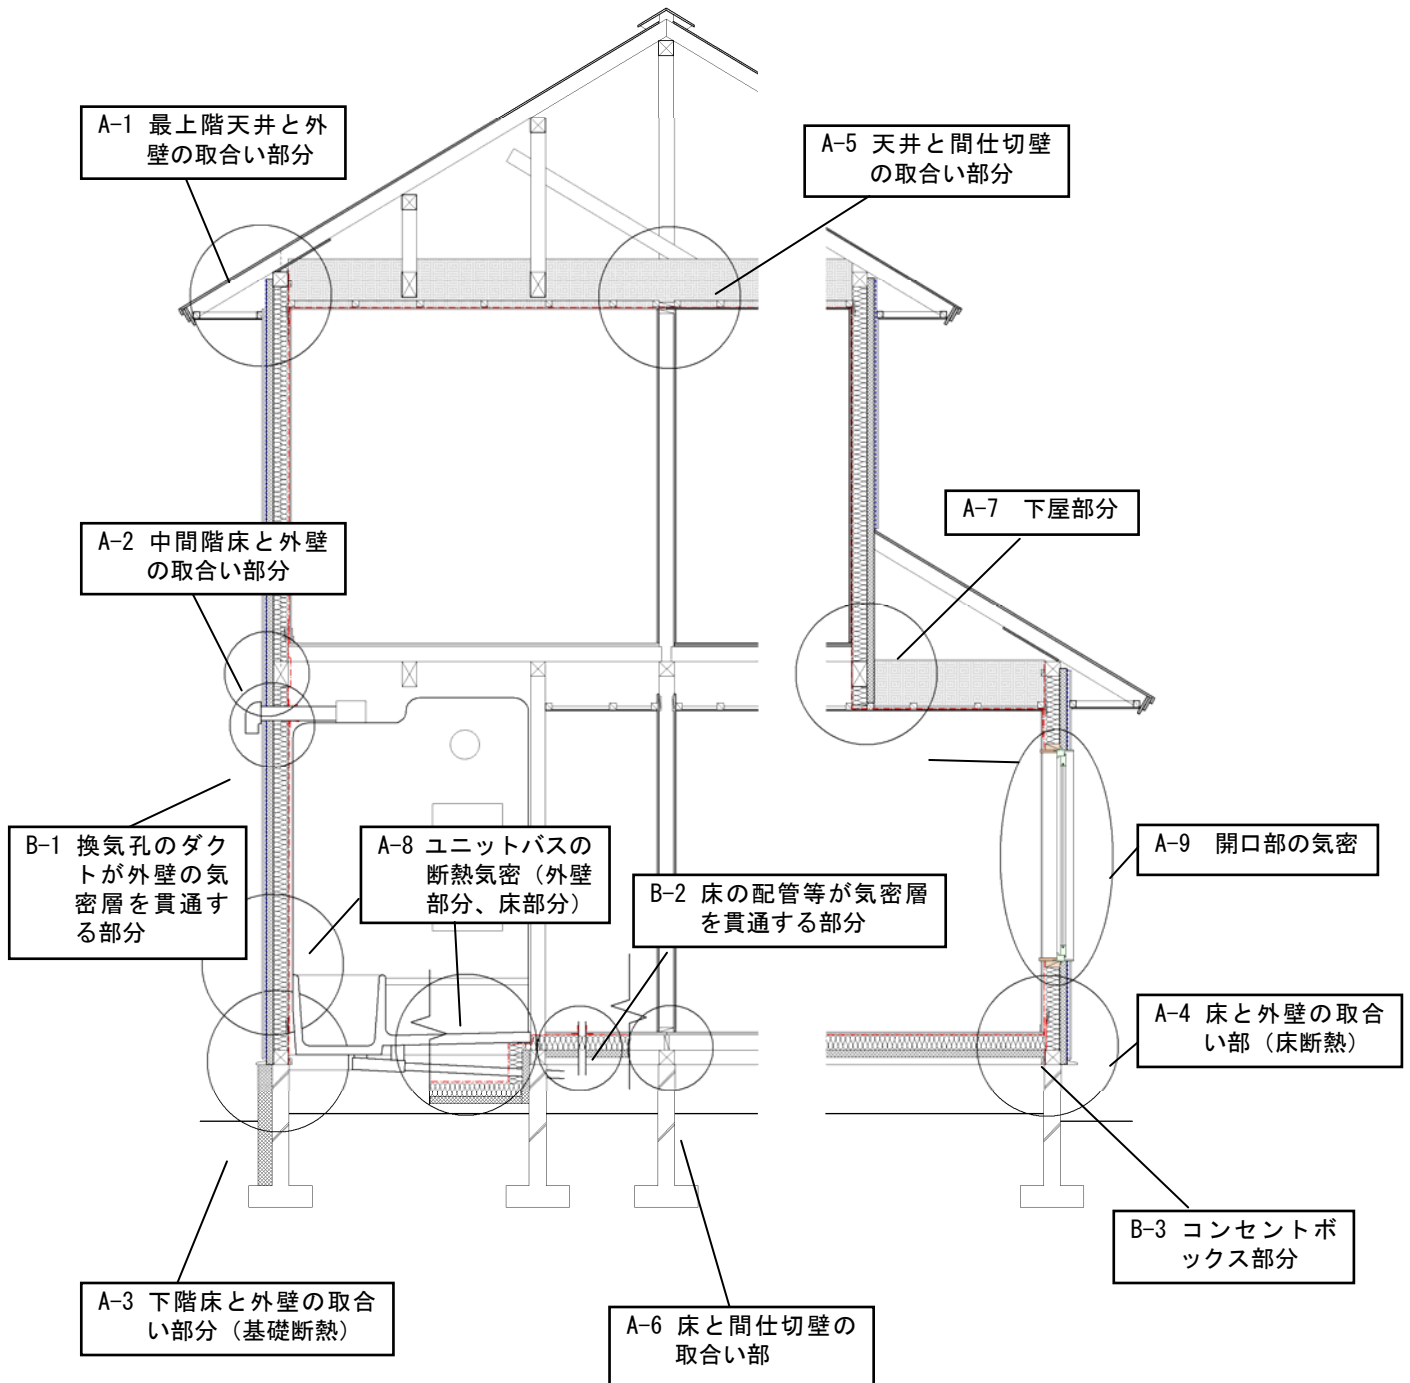 A-1 最上階天井と外
壁の取合い部分
A-5 天井と間仕切壁
の取合い部分
A-7 下屋部分
A-2 中間階床と外壁
の取合い部分
B-1 換気孔のダク
トが外壁の気
密層を貫通す
る部分
A-8 ユニットバスの
断熱気密（外壁
部分、床部分）
B-2 床の配管等が気密層
を貫通する部分
A-9 開口部の気密
A-4 床と外壁の取合
い部（床断熱）
B-3 コンセントボ
ックス部分
A-3 下階床と外壁の取合
い部分（基礎断熱）
A-6 床と間仕切壁の
取合い部